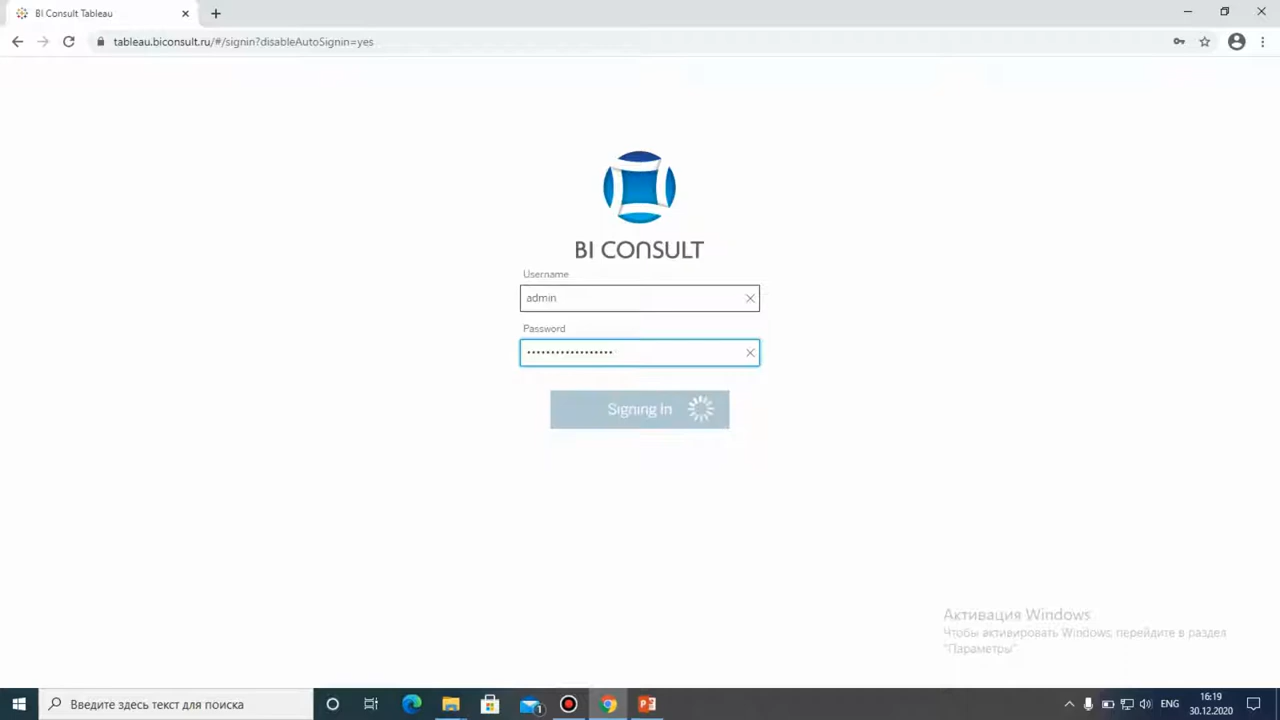 BI Consult Tableau
tableau.biconsult.ru/#/signin?disableAutoSignin=yes
BI CONSULT
Username
admin
Password
••••••••••••••••••
Signing In
Активация Windows
Чтобы активировать Windows, перейдите в раздел
"Параметры"
Введите здесь текст для поиска
1
ENG
16:19
30.12.2020